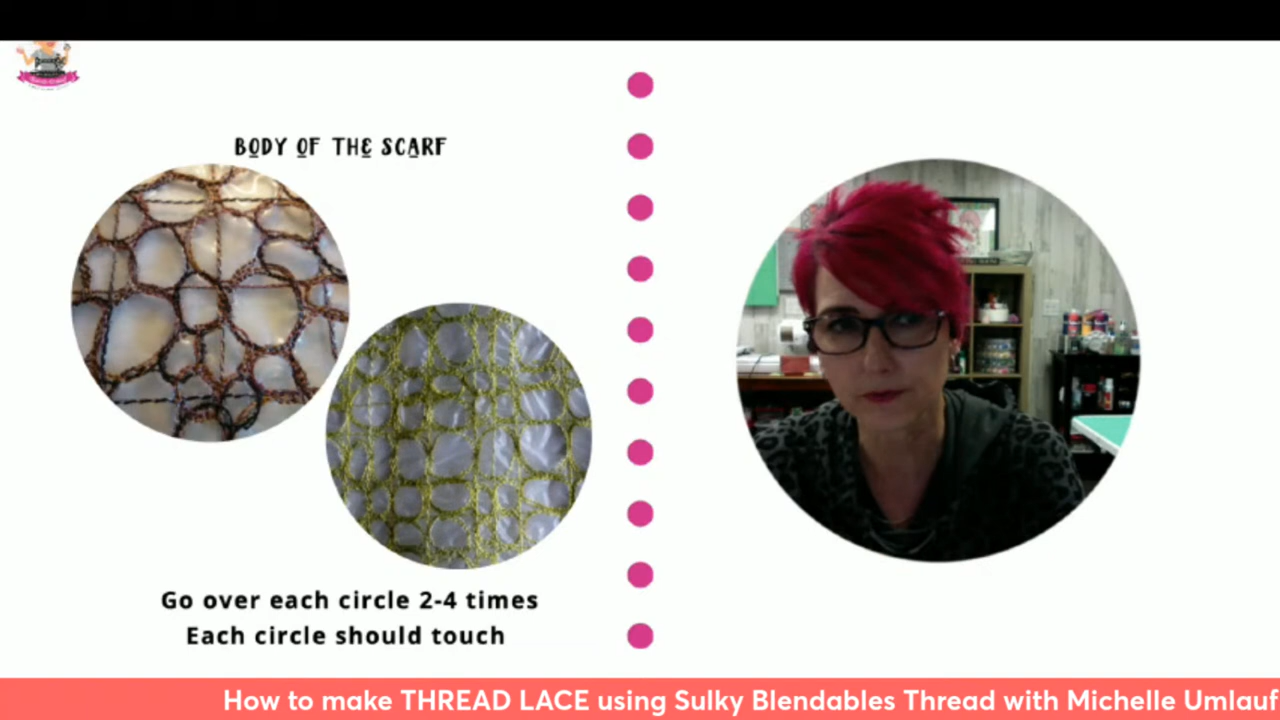 BODY OF THE SCARF
Go over each circle 2-4 times
Each circle should touch
How to make THREAD LACE using Sulky Blendables Thread with Michelle Umlauf